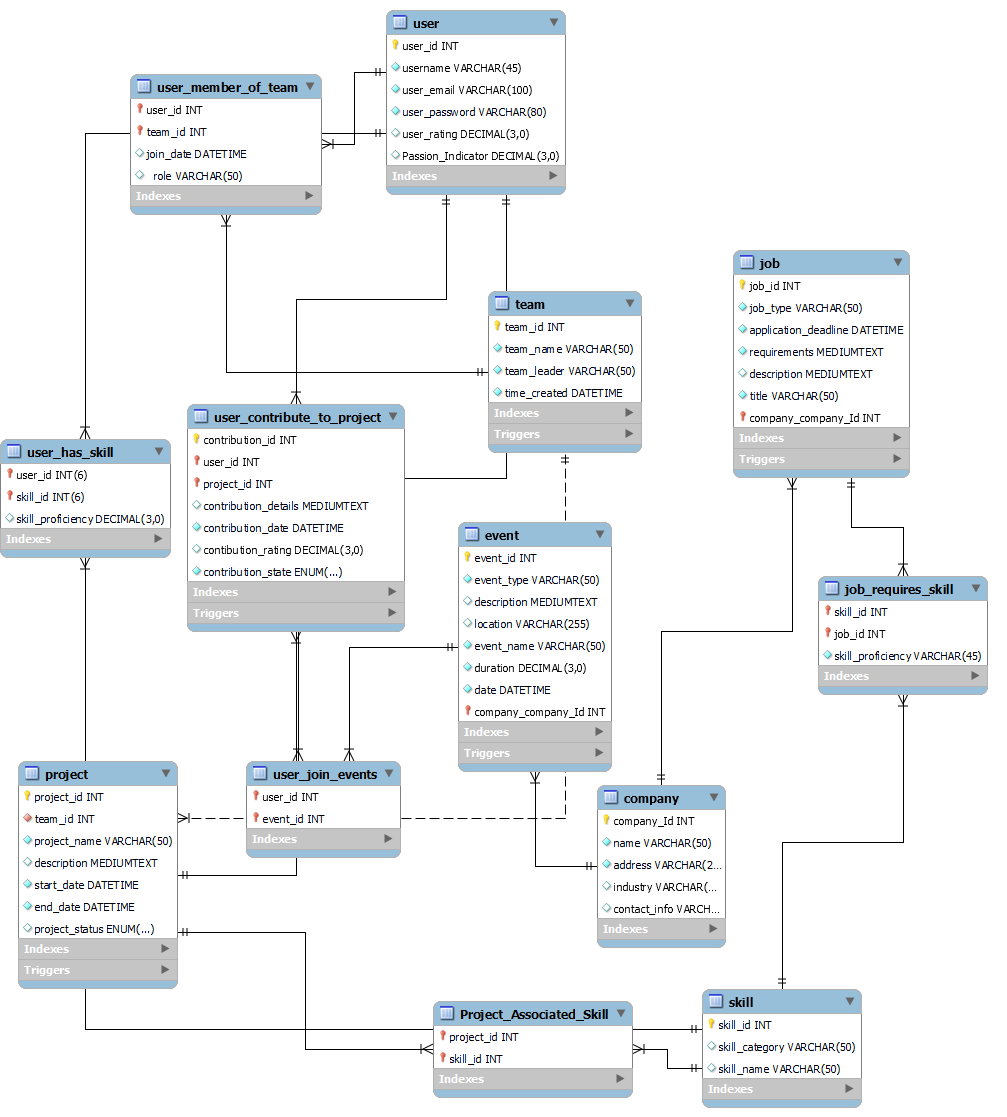 user
user_id INT
username VARCHAR(45)
user_email VARCHAR(100)
user_password VARCHAR(80)
user_rating DECIMAL(3,0)
Passion_Indicator DECIMAL(3,0)
Indexes
user_member_of_team
user_id INT
team_id INT
join_date DATETIME
role VARCHAR(50)
Indexes
team
team_id INT
team_name VARCHAR(50)
team_leader VARCHAR(50)
time_created DATETIME
Indexes
Triggers
job
job_id INT
job_type VARCHAR(50)
application_deadline DATETIME
requirements MEDIUMTEXT
description MEDIUMTEXT
title VARCHAR(50)
company_company_Id INT
Indexes
Triggers
user_has_skill
user_id INT(6)
skill_id INT(6)
skill_proficiency DECIMAL(3,0)
Indexes
user_contribute_to_project
contribution_id INT
user_id INT
project_id INT
contribution_details MEDIUMTEXT
contribution_date DATETIME
contibution_rating DECIMAL(3,0)
contribution_state ENUM(...)
Indexes
Triggers
event
event_id INT
event_type VARCHAR(50)
description MEDIUMTEXT
location VARCHAR(255)
event_name VARCHAR(50)
duration DECIMAL(3,0)
date DATETIME
company_company_Id INT
Indexes
Triggers
job_requires_skill
skill_id INT
job_id INT
skill_proficiency VARCHAR(45)
Indexes
project
project_id INT
team_id INT
project_name VARCHAR(50)
description MEDIUMTEXT
start_date DATETIME
end_date DATETIME
project_status ENUM(...)
Indexes
Triggers
user_join_events
user_id INT
event_id INT
Indexes
company
company_Id INT
name VARCHAR(50)
address VARCHAR(2...
industry VARCHAR(...
contact_info VARCH...
Indexes
Project_Associated_Skill
project_id INT
skill_id INT
Indexes
skill
skill_id INT
skill_category VARCHAR(50)
skill_name VARCHAR(50)
Indexes